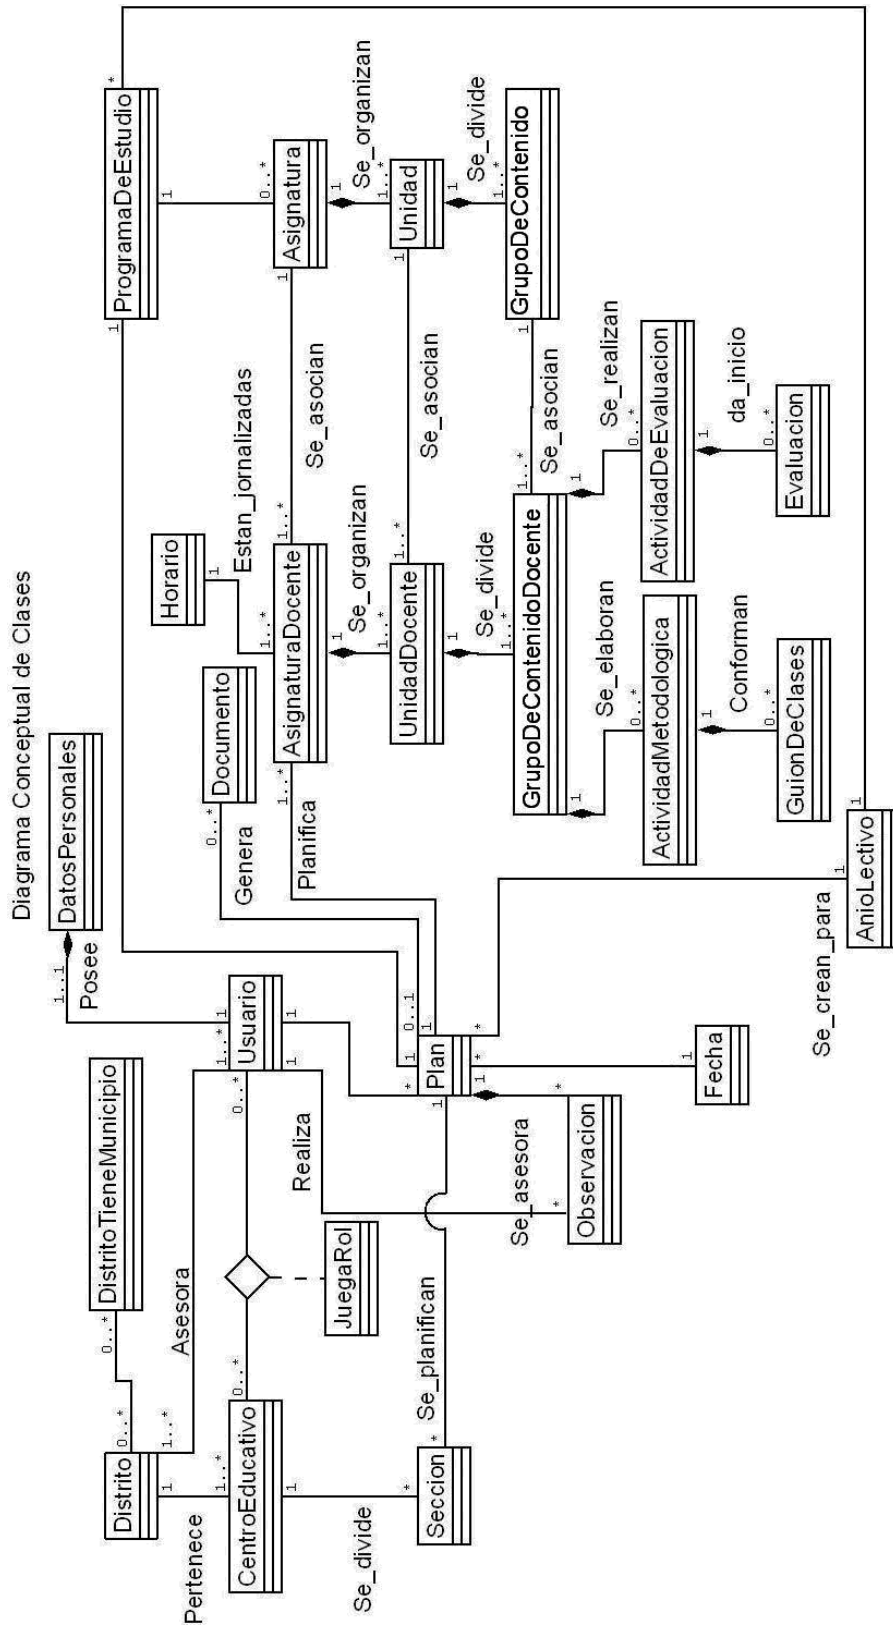 Diagrama Conceptual de Clases
Distrito
0...*
0...*
DistritoTieneMunicipio
1
1...*
Pertenece
Asesora
1...*
1...*
DatosPersonales
1...1
Posee
1
CentroEducativo
0...*
0...*
JuegaRol
Usuario
1
1
Realiza
*
*
1
Se_divide
*
Seccion
*
Se_planifican
1
Plan
1
0...1
1
1
*
Se_asesora
*
Observacion
*
1
Fecha
*
Se_crean_para
1
AnioLectivo
1
*
Documento
0...*
Genera
Planifica
1...*
Horario
1
Estan_jornalizadas
1...*
AsignaturaDocente
1...*
Se_asocian
1
ProgramaDeEstudio
1
1
0...*
Asignatura
1
Se_organizan
1...*
UnidadDocente
1...*
Se_asocian
1
1
Se_organizan
1...*
Unidad
1
Se_divide
1...*
GrupoDeContenidoDocente
1...*
Se_asocian
1
1
Se_divide
1...*
GrupoDeContenido
1
Se_elaboran
0...*
ActividadMetodologica
1
Conforman
0...*
GuionDeClases
1
Se_realizan
0...*
ActividadDeEvaluacion
1
da_inicio
0...*
Evaluacion